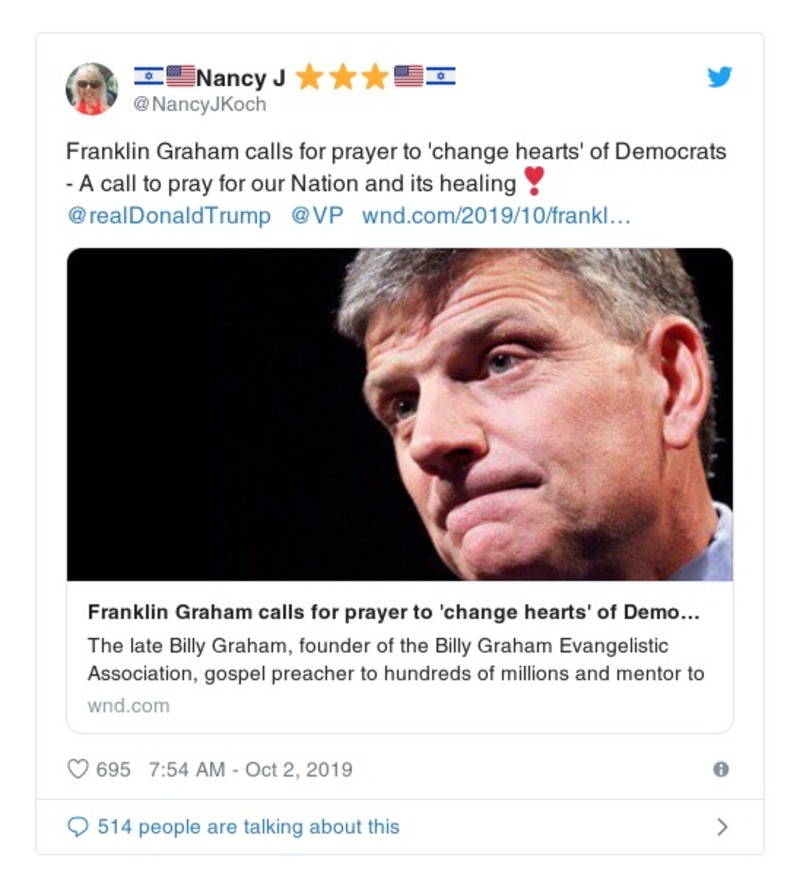 Nancy J
@NancyJKoch
Franklin Graham calls for prayer to 'change hearts' of Democrats
- A call to pray for our Nation and its healing❣
@realDonaldTrump @VP wnd.com/2019/10/frankl…
Franklin Graham calls for prayer to 'change hearts' of Demo…
The late Billy Graham, founder of the Billy Graham Evangelistic
Association, gospel preacher to hundreds of millions and mentor to
wnd.com
695 7:54 AM - Oct 2, 2019
514 people are talking about this